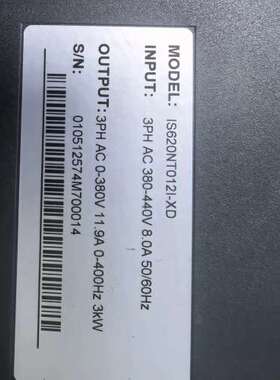 MODEL: IS620NT012I-XD
INPUT: 3PH AC 380-440V 8.0A 50/60Hz
OUTPUT: 3PH AC 0-380V 11.9A 0-400Hz 3kW
S/N: 010512574M700014